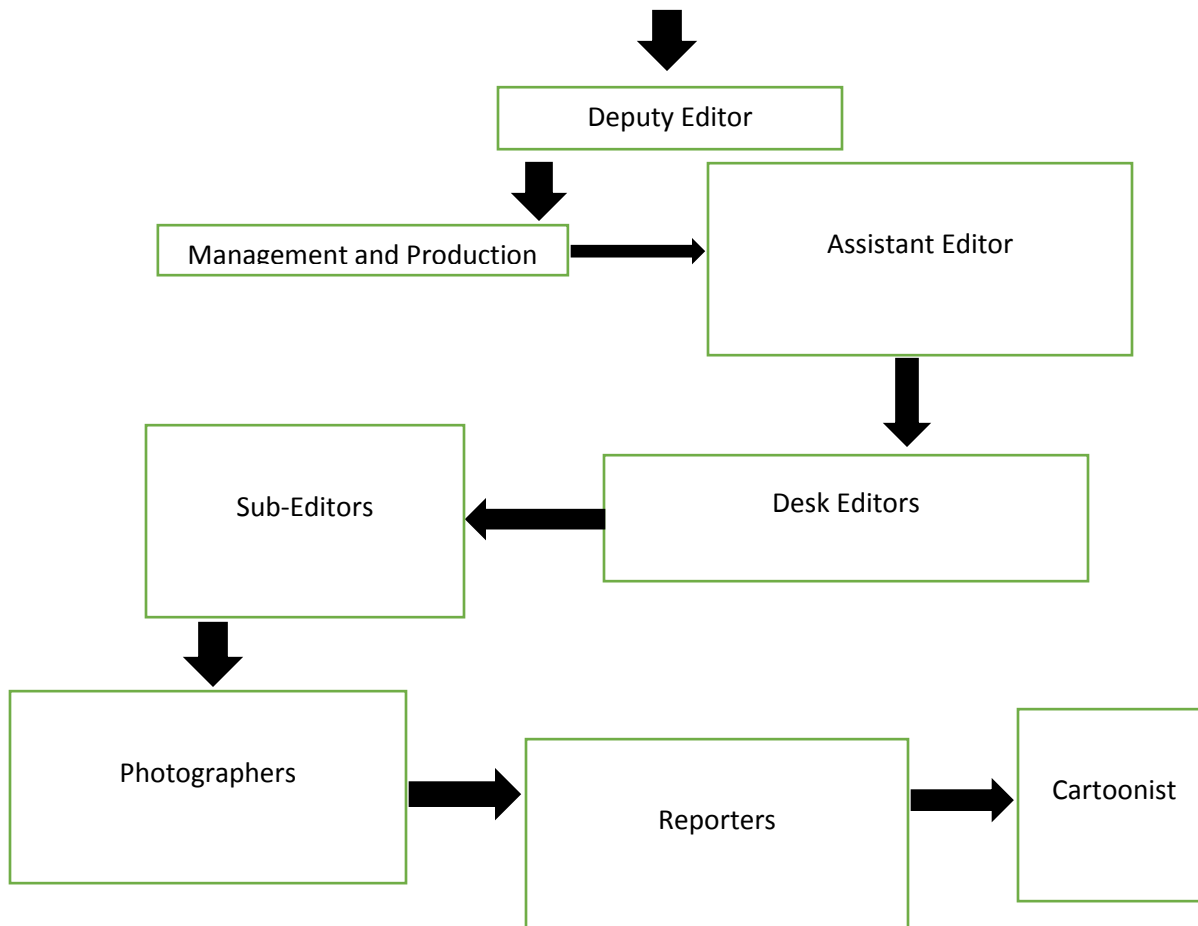 Deputy Editor
Management and Production
Assistant Editor
Sub-Editors
Desk Editors
Photographers
Reporters
Cartoonist